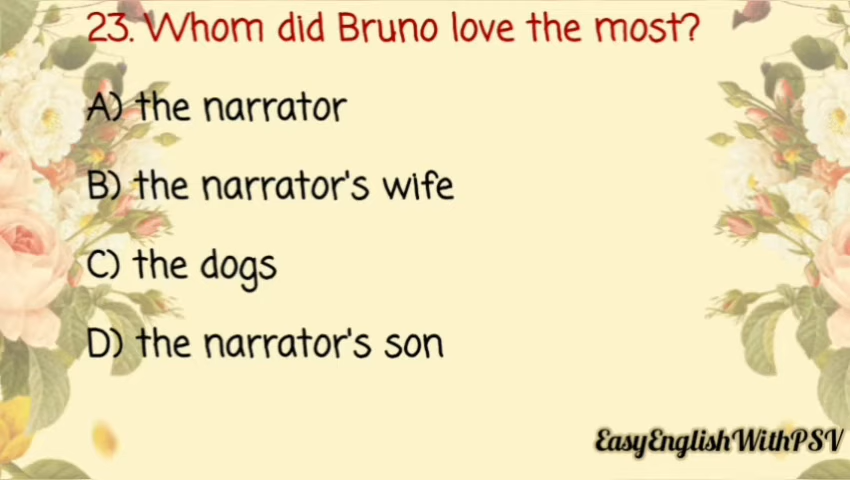 23. Whom did Bruno love the most?
A) the narrator
B) the narrator's wife
C) the dogs
D) the narrator's son
EasyEnglishWithPSV